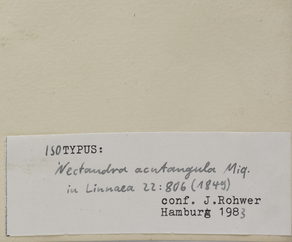 ISOTYPUS:
Nectandra acutangula Miq.
in Linnaea 22: 806 (1849)
conf. J.Rohwer
Hamburg 1983